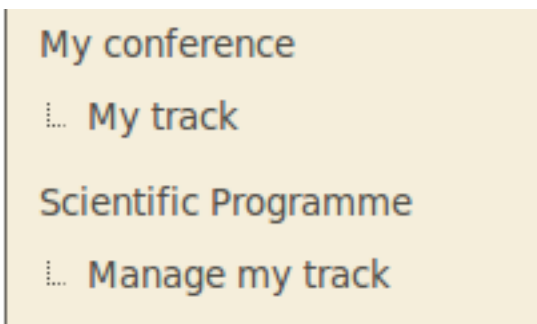 My conference
My track
Scientific Programme
Manage my track